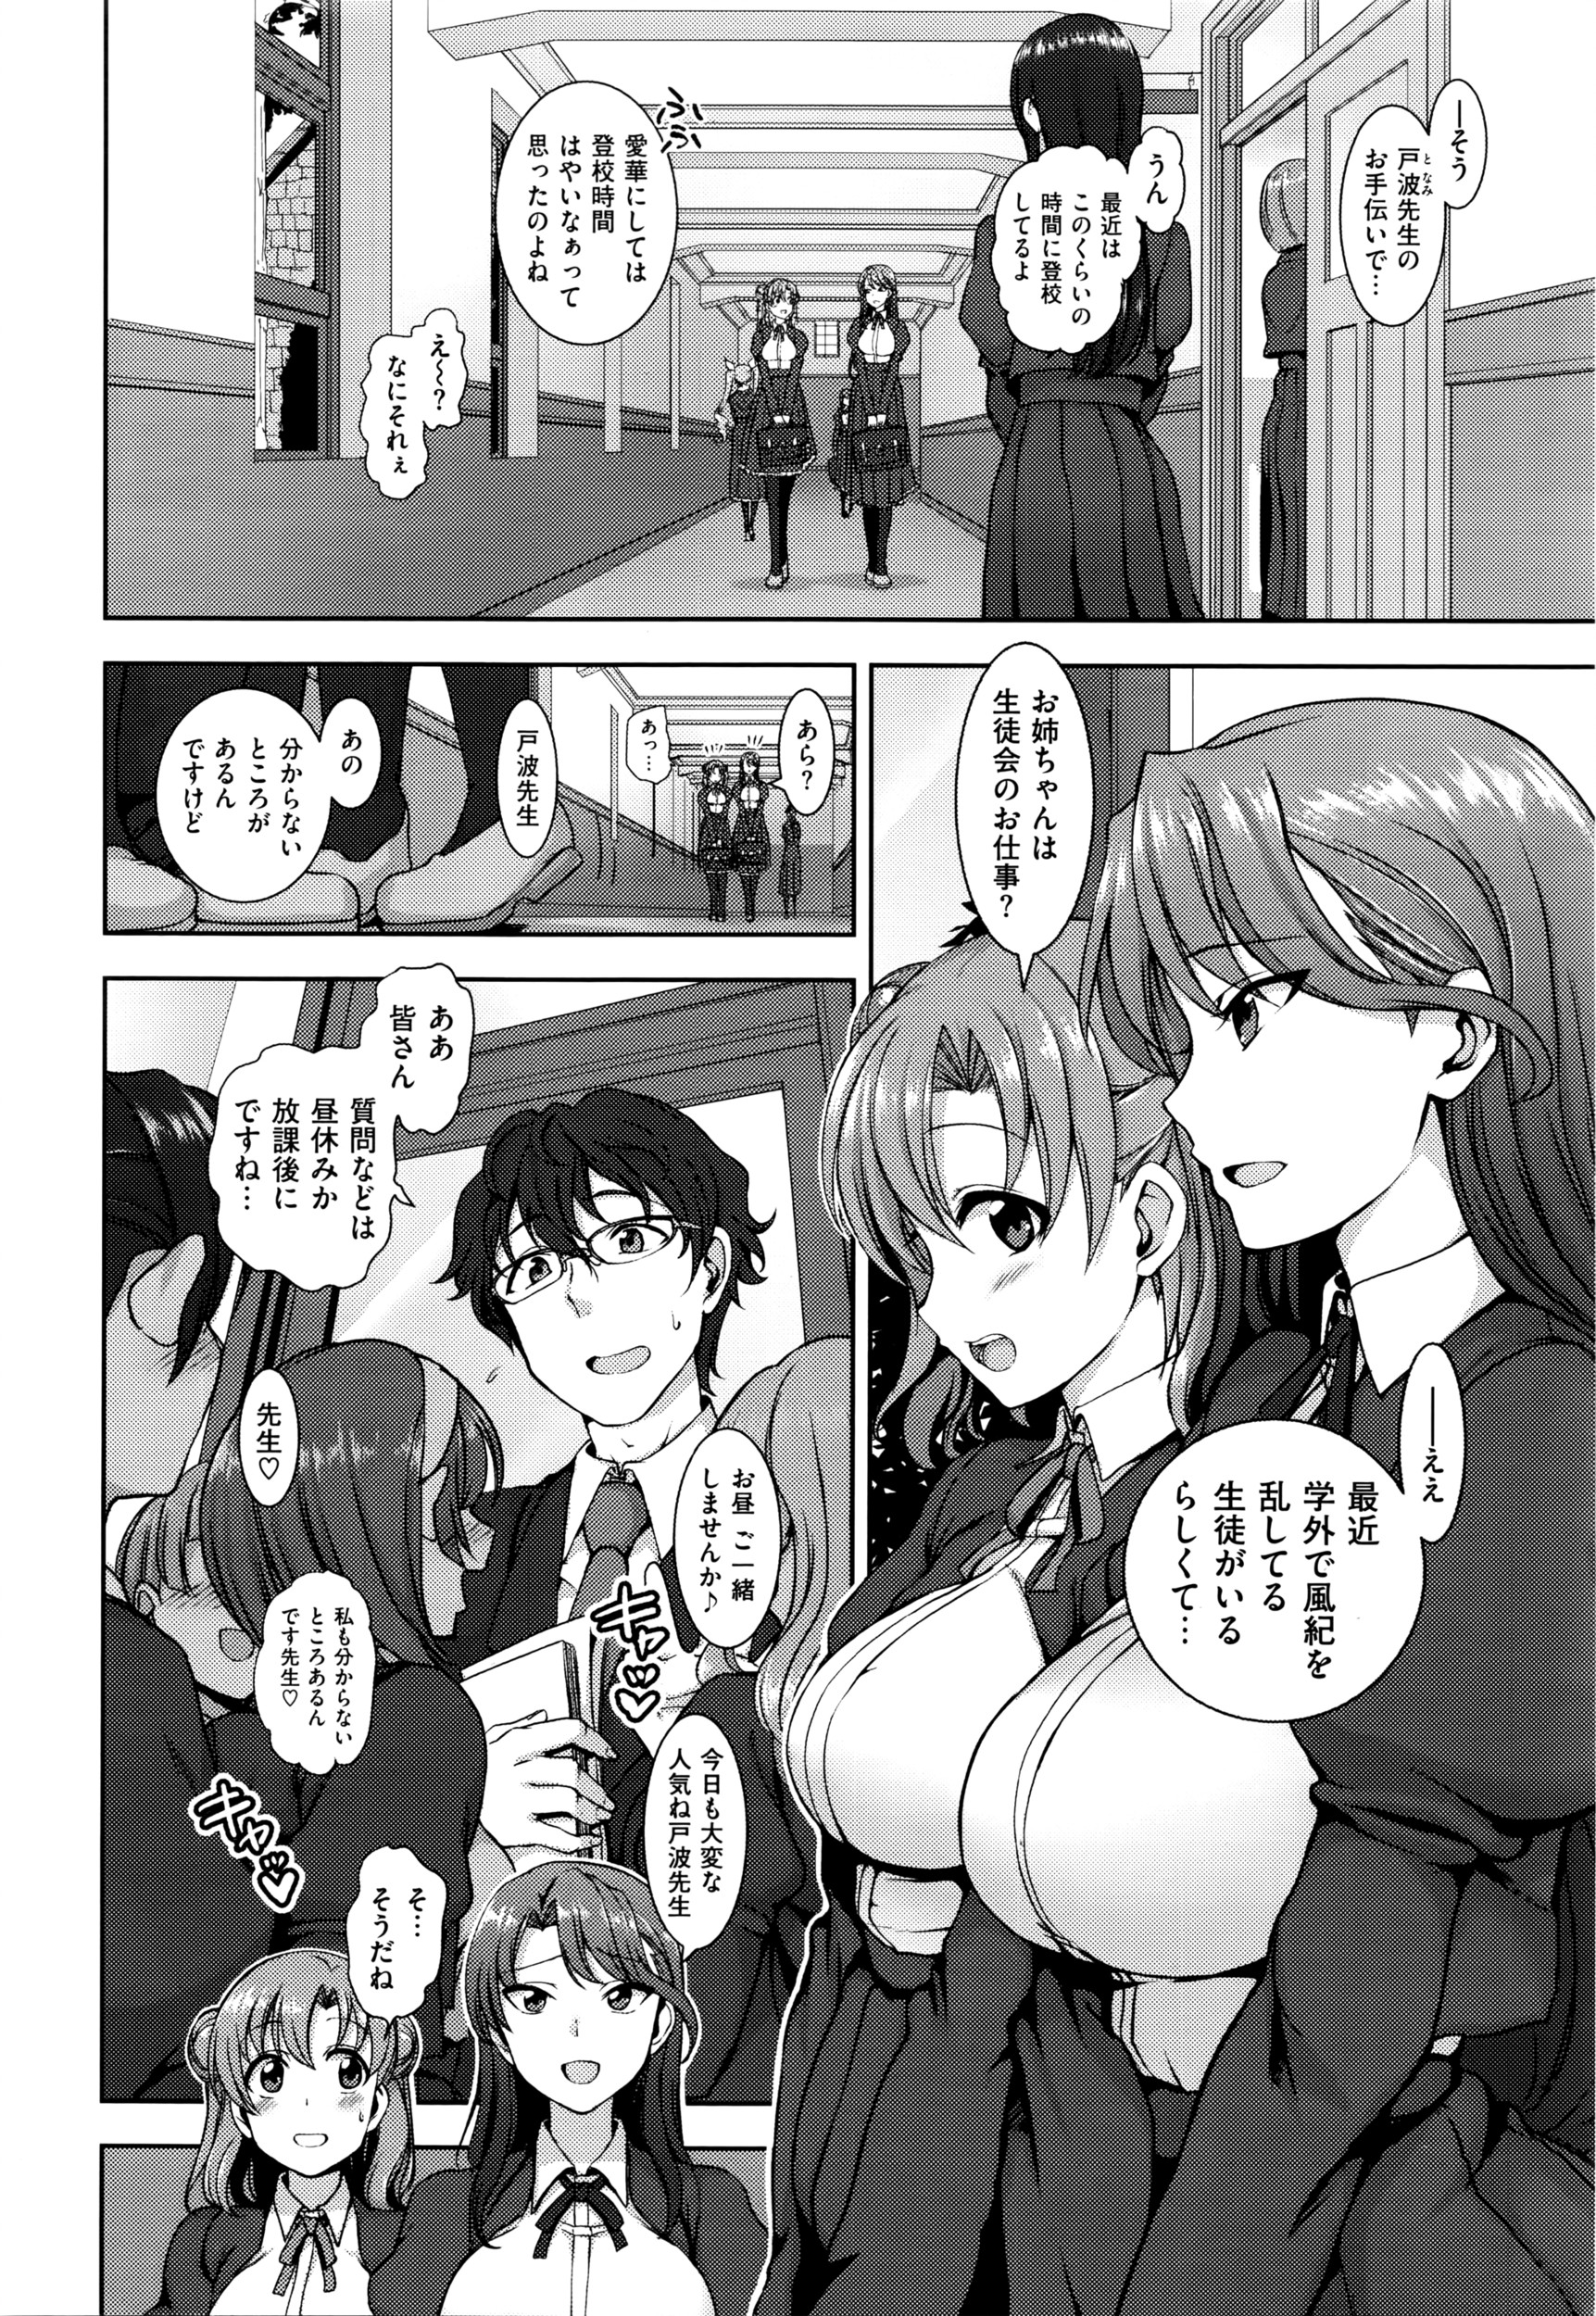 ―そう
戸波先生の
となみ
お手伝いで…
うん
最近は
このくらいの
時間に登校
してるよ
ふふ
愛華にしては
登校時間
はやいなぁって
思ったのよね
え～～?
なにそれぇ
お姉ちゃんは
生徒会のお仕事?
――ええ
最近
学外で風紀を
乱してる
生徒がいる
らしくて…
あら?
あっ…
戸波先生
あの
分からない
ところが
あるん
ですけど
ああ
皆さん
質問などは
昼休みか
放課後に
ですね…
先生♡
お昼 ご一緒
しませんか♪
キャッ♡
私も分からない
ところあるん
です先生♡
キャッ♡
今日も大変な
人気ね戸波先生
そ…
そうだね